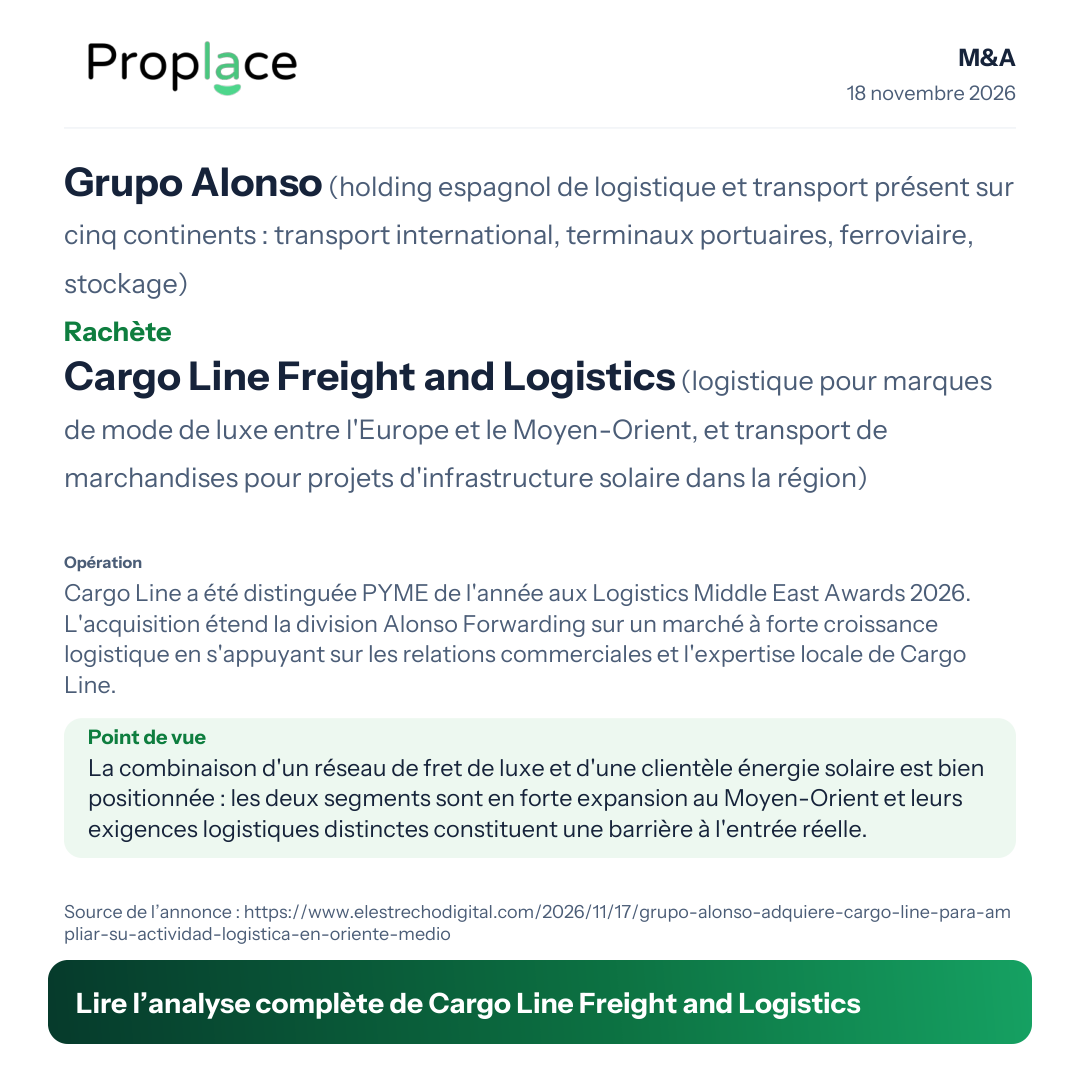 Proplace
M&A
18 novembre 2026
Grupo Alonso (holding espagnol de logistique et transport présent sur
cinq continents : transport international, terminaux portuaires, ferroviaire,
stockage)
Rachète
Cargo Line Freight and Logistics (logistique pour marques
de mode de luxe entre l'Europe et le Moyen-Orient, et transport de
marchandises pour projets d'infrastructure solaire dans la région)
Opération
Cargo Line a été distinguée PYME de l'année aux Logistics Middle East Awards 2026.
L'acquisition étend la division Alonso Forwarding sur un marché à forte croissance
logistique en s'appuyant sur les relations commerciales et l'expertise locale de Cargo
Line.
Point de vue
La combinaison d'un réseau de fret de luxe et d'une clientèle énergie solaire est bien
positionnée : les deux segments sont en forte expansion au Moyen-Orient et leurs
exigences logistiques distinctes constituent une barrière à l'entrée réelle.
Source de l’annonce : https://www.elestrechodigital.com/2026/11/17/grupo-alonso-adquiere-cargo-line-para-am
pliar-su-actividad-logistica-en-oriente-medio
Lire l’analyse complète de Cargo Line Freight and Logistics